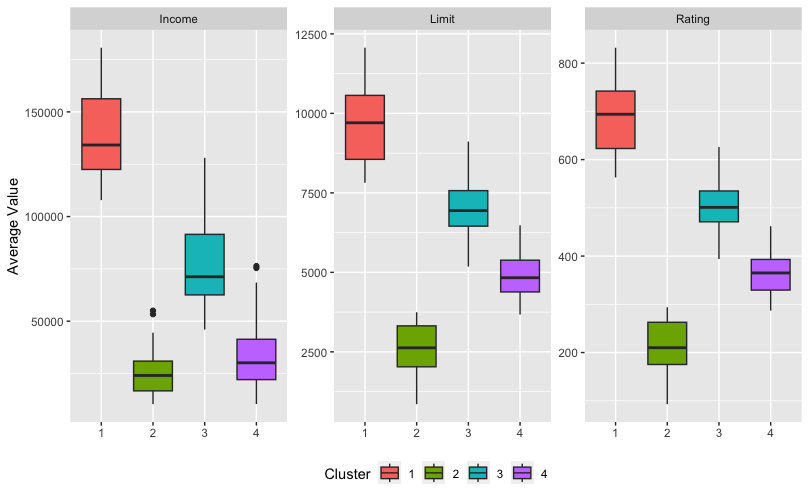 Income
Limit
Rating
Average Value
150000
100000
50000
12500
10000
7500
5000
2500
800
600
400
200
1 2 3 4
1 2 3 4
1 2 3 4
Cluster 1 2 3 4